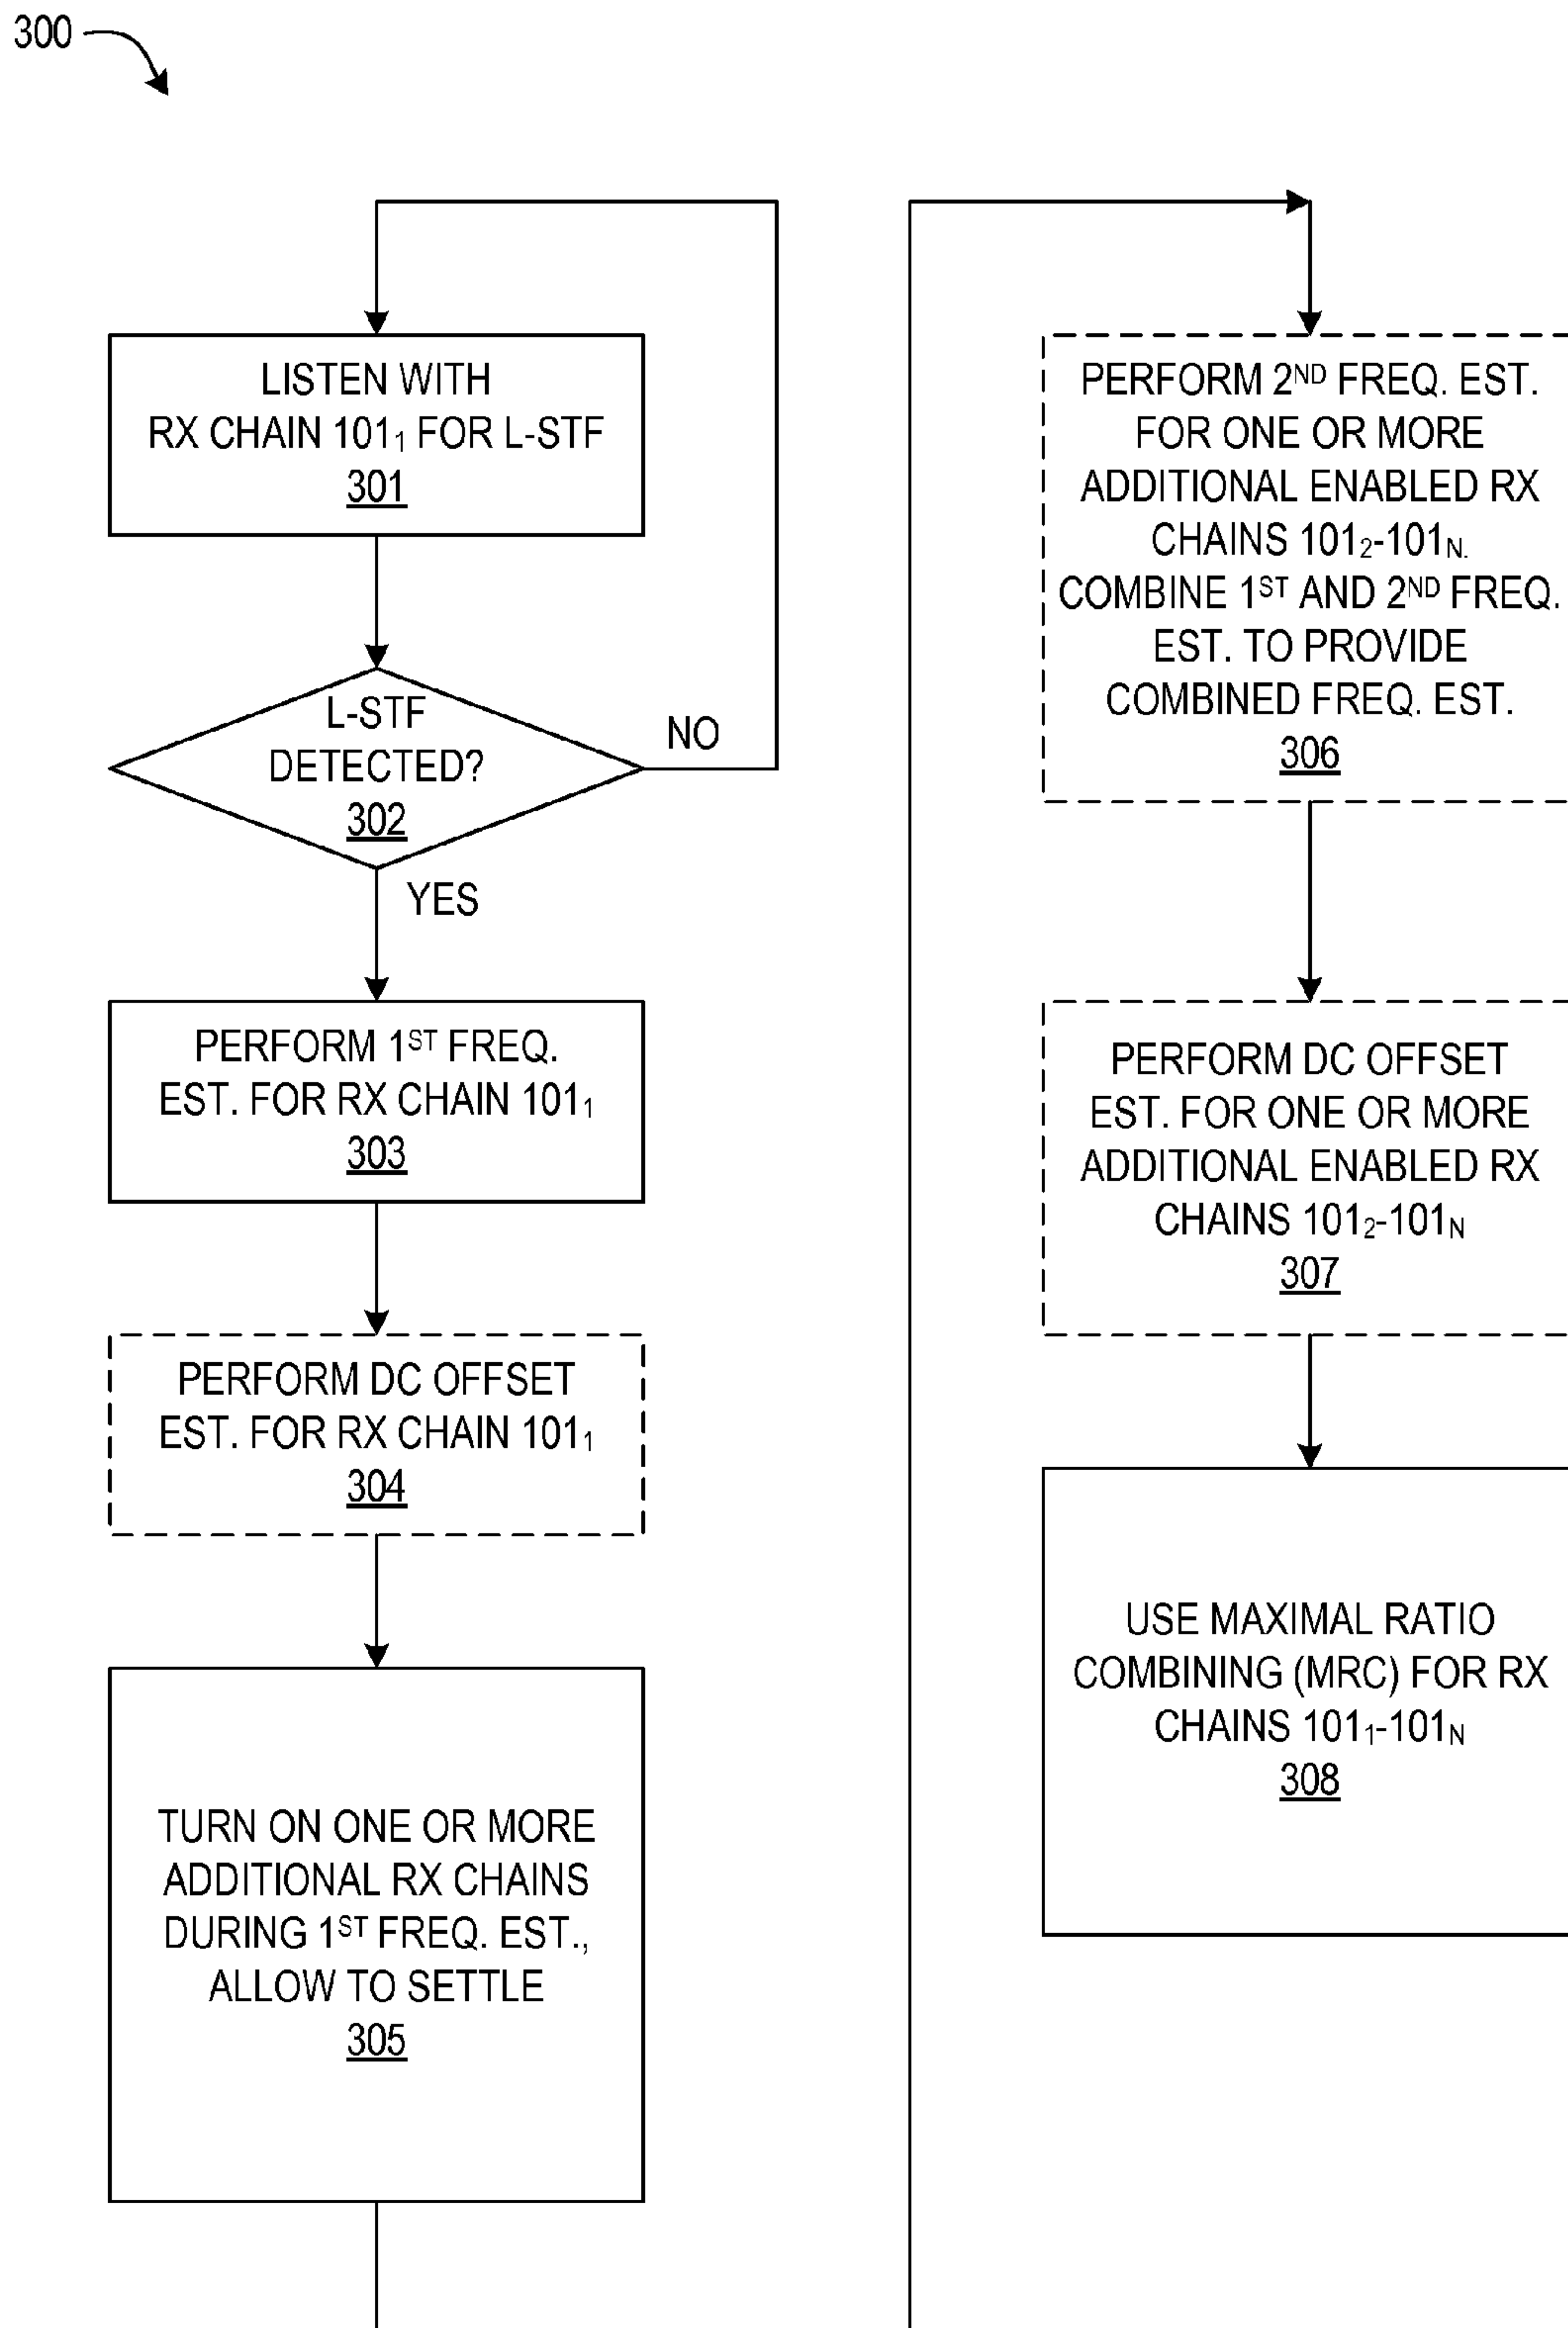 300
LISTEN WITH
RX CHAIN 101₁ FOR L-STF
301
L-STF
DETECTED?
302
NO
YES
PERFORM 1ST FREQ.
EST. FOR RX CHAIN 101₁
303
PERFORM DC OFFSET
EST. FOR RX CHAIN 101₁
304
TURN ON ONE OR MORE
ADDITIONAL RX CHAINS
DURING 1ST FREQ. EST.,
ALLOW TO SETTLE
305
PERFORM 2ND FREQ. EST.
FOR ONE OR MORE
ADDITIONAL ENABLED RX
CHAINS 101₂-101N.
COMBINE 1ST AND 2ND FREQ.
EST. TO PROVIDE
COMBINED FREQ. EST.
306
PERFORM DC OFFSET
EST. FOR ONE OR MORE
ADDITIONAL ENABLED RX
CHAINS 101₂-101N
307
USE MAXIMAL RATIO
COMBINING (MRC) FOR RX
CHAINS 101₁-101N
308